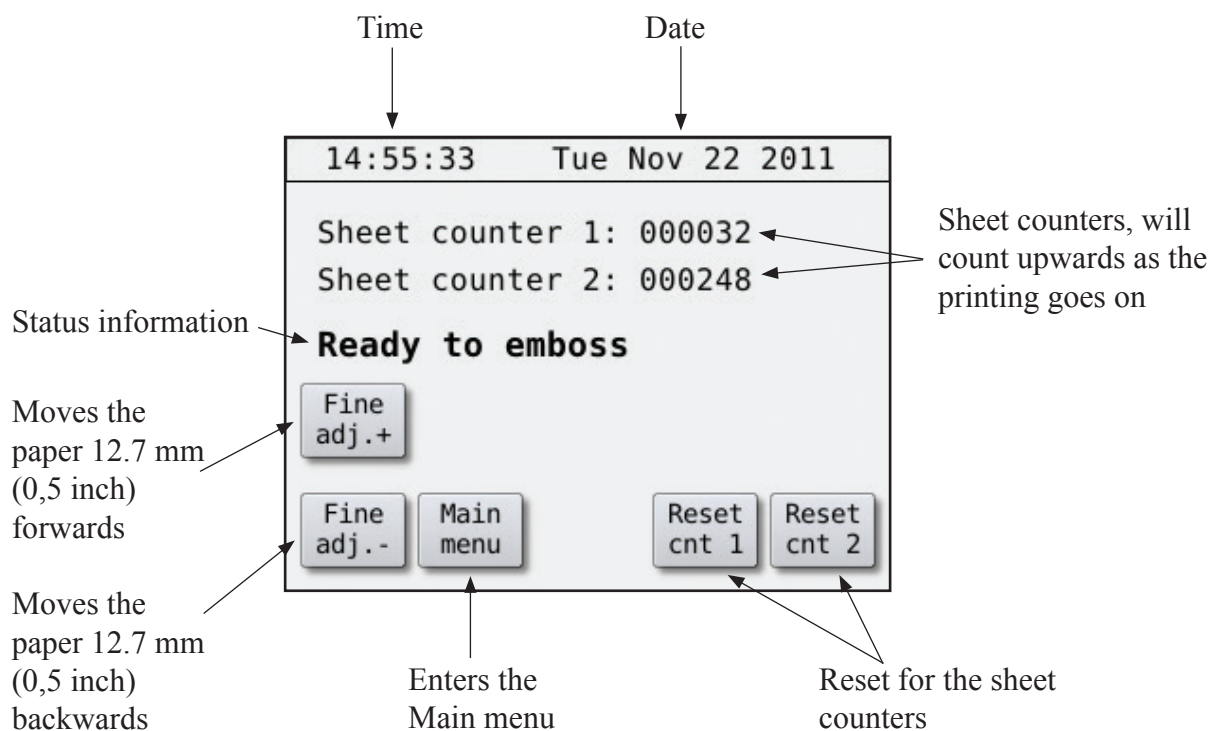 Time
Date
14:55:33 Tue Nov 22 2011
Sheet counter 1: 000032
Sheet counter 2: 000248
Sheet counters, will
count upwards as the
printing goes on
Status information
Ready to emboss
Moves the
paper 12.7 mm
(0,5 inch)
forwards
Fine
adj.+
Fine
adj.-
Main
menu
Reset
cnt 1
Reset
cnt 2
Moves the
paper 12.7 mm
(0,5 inch)
backwards
Enters the
Main menu
Reset for the sheet
counters